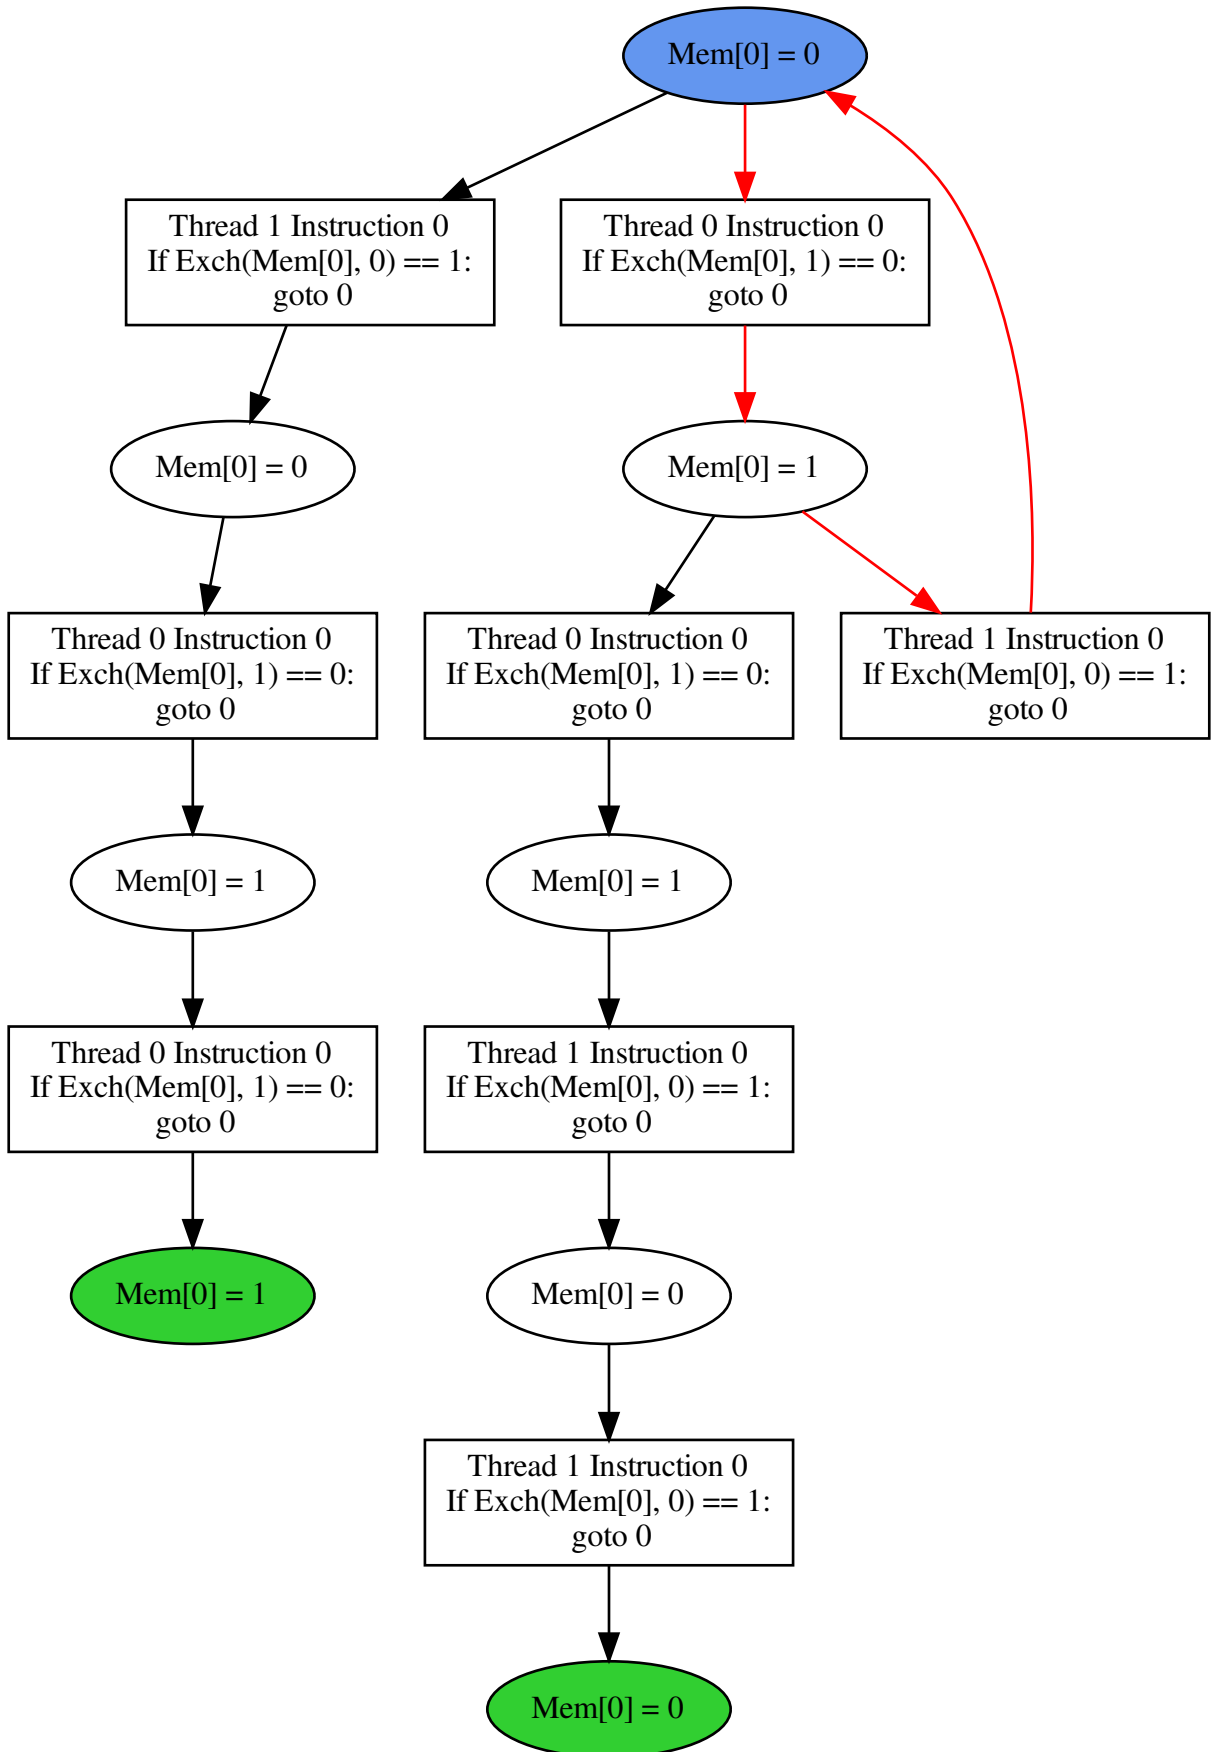 Mem[0] = 0
Thread 1 Instruction 0
If Exch(Mem[0], 0) == 1:
goto 0
Thread 0 Instruction 0
If Exch(Mem[0], 1) == 0:
goto 0
Mem[0] = 0
Mem[0] = 1
Thread 0 Instruction 0
If Exch(Mem[0], 1) == 0:
goto 0
Thread 0 Instruction 0
If Exch(Mem[0], 1) == 0:
goto 0
Thread 1 Instruction 0
If Exch(Mem[0], 0) == 1:
goto 0
Mem[0] = 1
Mem[0] = 1
Thread 0 Instruction 0
If Exch(Mem[0], 1) == 0:
goto 0
Thread 1 Instruction 0
If Exch(Mem[0], 0) == 1:
goto 0
Mem[0] = 1
Mem[0] = 0
Thread 1 Instruction 0
If Exch(Mem[0], 0) == 1:
goto 0
Mem[0] = 0